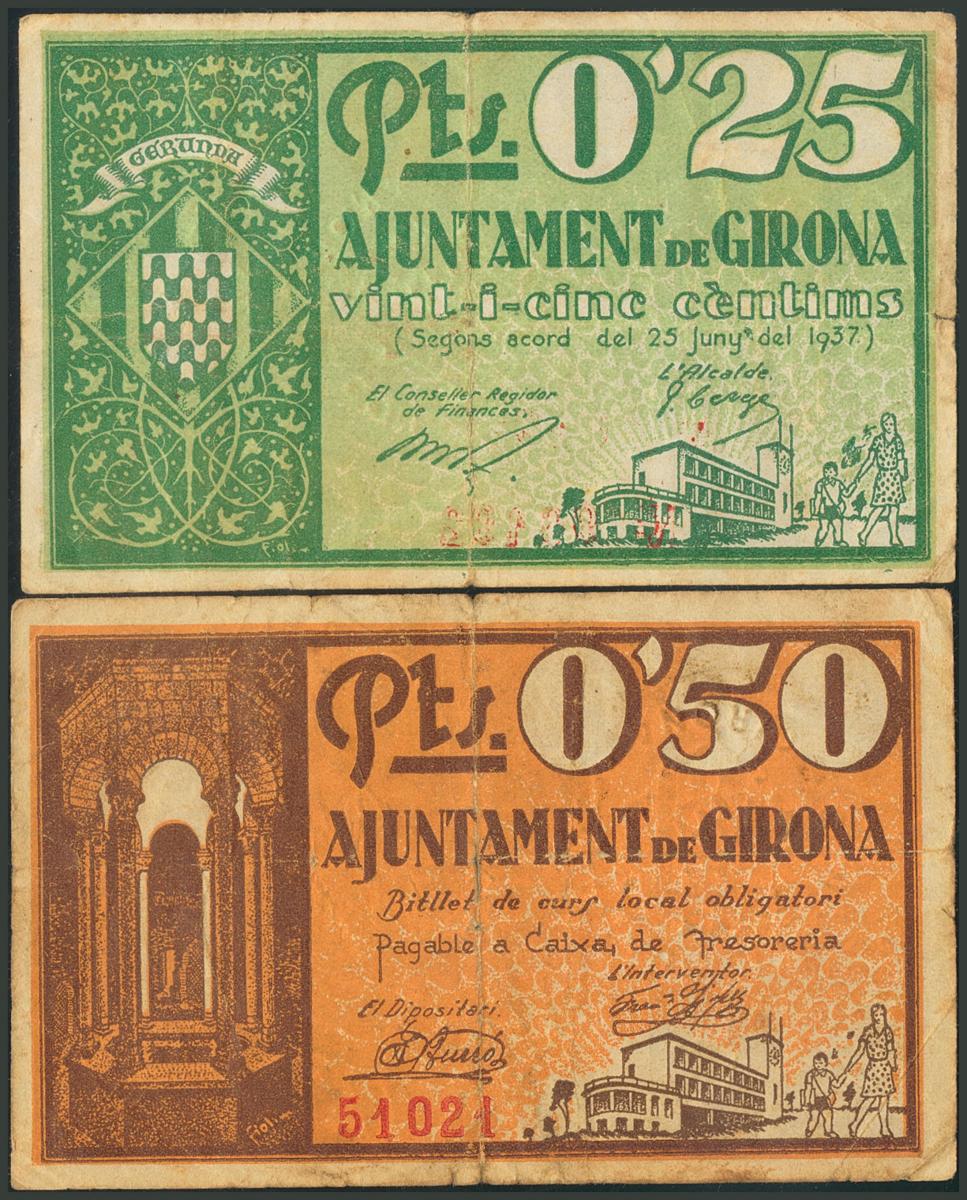 GERUNDA
Pts. 0'25
AJUNTAMENT DE GIRONA
vint-i-cinc cèntims
(Segons acord del 25 Juny del 1937.)
L'Alcalde.
El Conseller Regidor
de Finances,
Fiol.
Pts. 0'50
AJUNTAMENT DE GIRONA
Bitllet de curs local obligatori
Pagable a Caixa, de Tresoreria
L'Interventor.
El Dipositari.
51021
Fiol.